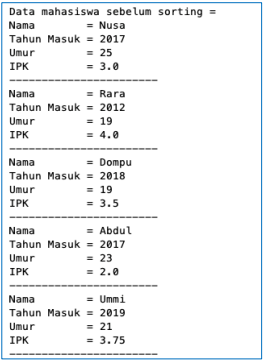 Data mahasiswa sebelum sorting =
Nama = Nusa
Tahun Masuk = 2017
Umur = 25
IPK = 3.0
-----------------------
Nama = Rara
Tahun Masuk = 2012
Umur = 19
IPK = 4.0
-----------------------
Nama = Dompu
Tahun Masuk = 2018
Umur = 19
IPK = 3.5
-----------------------
Nama = Abdul
Tahun Masuk = 2017
Umur = 23
IPK = 2.0
-----------------------
Nama = Ummi
Tahun Masuk = 2019
Umur = 21
IPK = 3.75
-----------------------